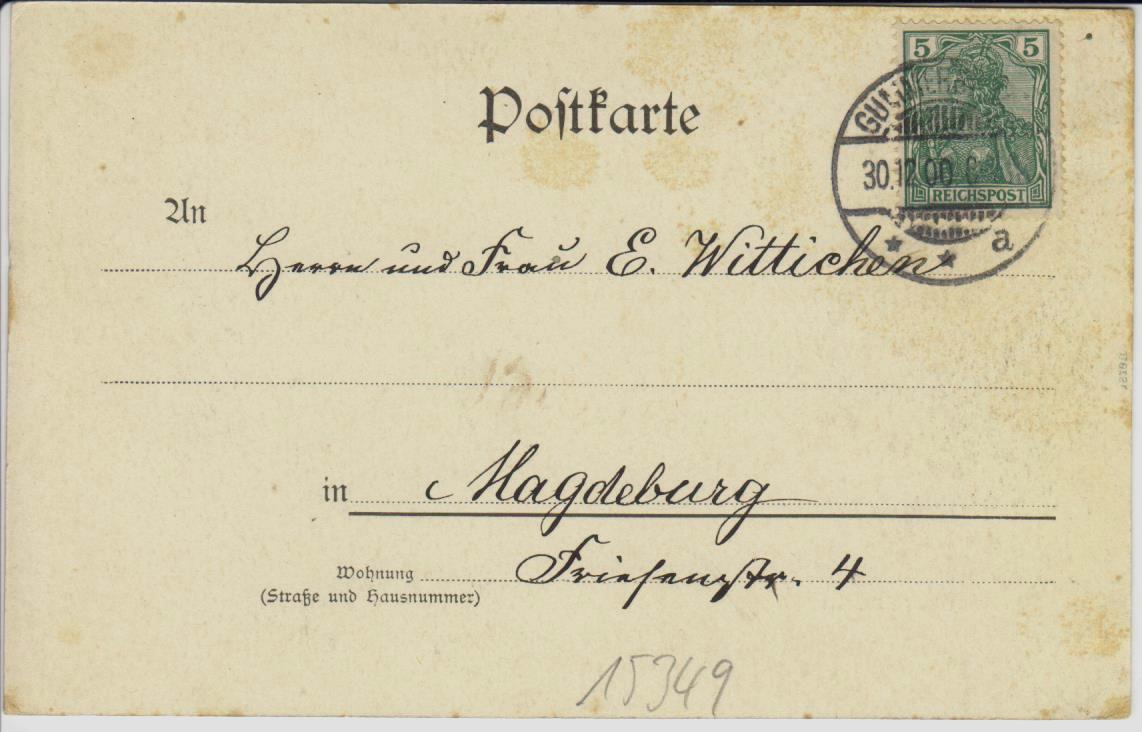 Postkarte
5 5
30.12.00
REICHSPOST
a
An
Herrn und Frau E. Wittichen
in Magdeburg
Wohnung Friesenstr. 4
(Straße und Hausnummer)
15349